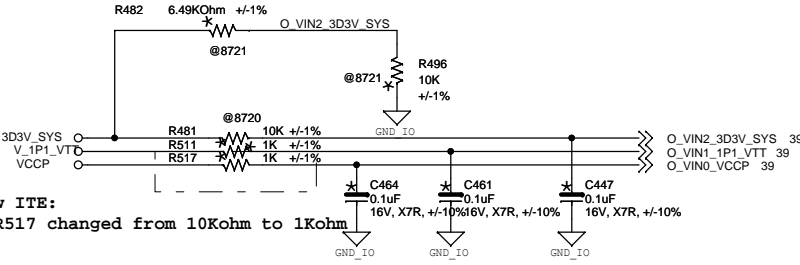 R482 6.49KOhm +/-1%
O_VIN2_3D3V_SYS
@8721
R496
@8721 10K
+/-1%
GND_IO
@8720
3D3V_SYS R481 10K +/-1% O_VIN2_3D3V_SYS 39
V_1P1_VTT R511 1K +/-1% O_VIN1_1P1_VTT 39
VCCP R517 1K +/-1% O_VIN0_VCCP 39
C464 C461 C447
0.1uF 0.1uF 0.1uF
16V, X7R, +/-10% 16V, X7R, +/-10% 16V, X7R, +/-10%
ITE:
R517 changed from 10Kohm to 1Kohm
GND_IO GND_IO GND_IO